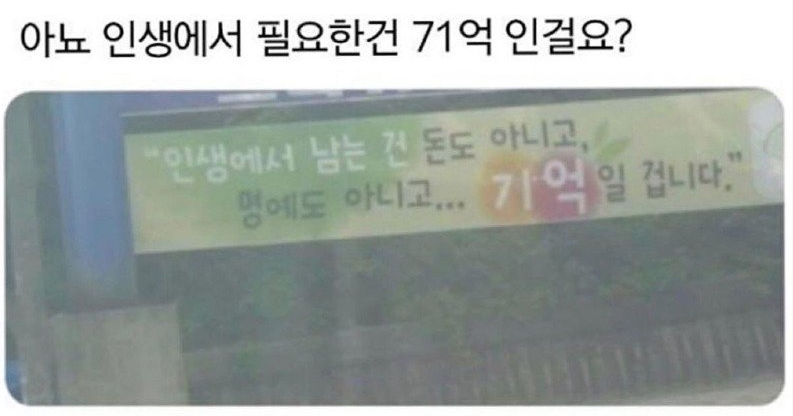 아뇨 인생에서 필요한건 71억 인걸요?
"인생에서 남는 건 돈도 아니고,
명예도 아니고... 기억일 겁니다."